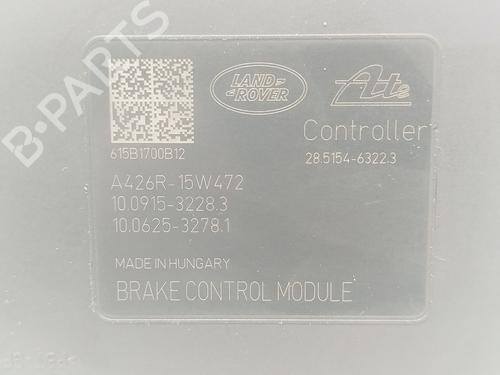 B-PARTS
LAND
ROVER
Ate
Controller
615B1700B12
28.5154-6322.3
A426R-15W472
10.0915-3228.3
10.0625-3278.1
MADE IN HUNGARY
BRAKE CONTROL MODULE